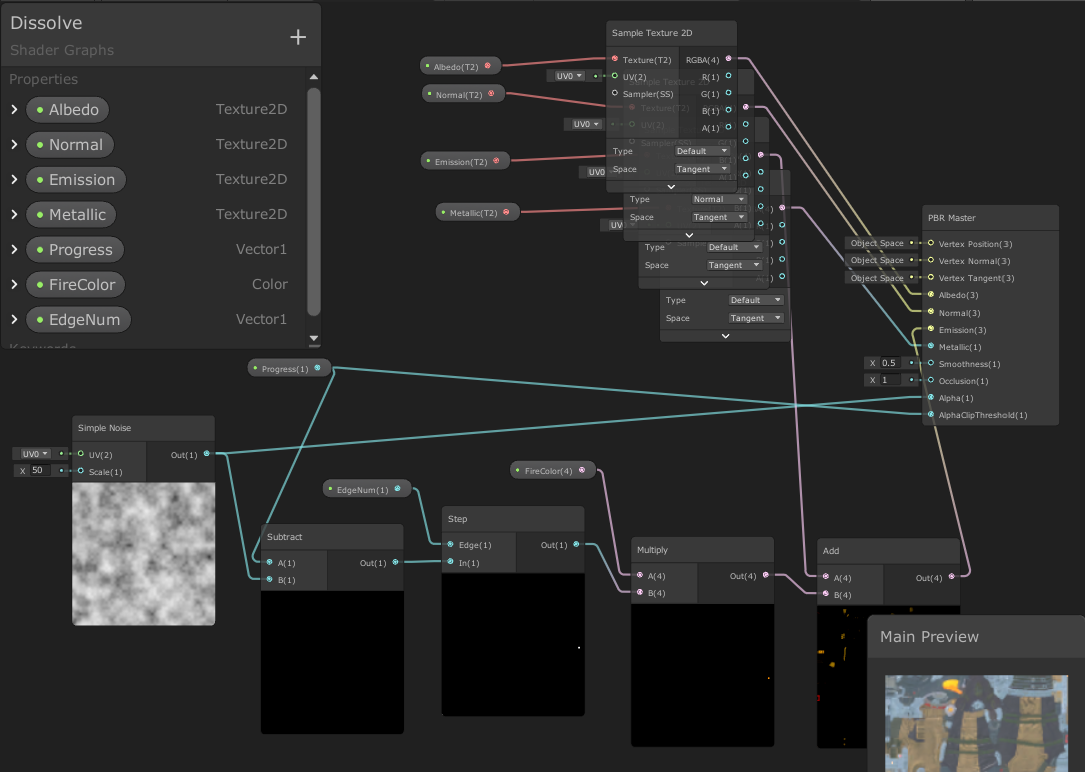 Dissolve
Shader Graphs
Properties
Albedo Texture2D
Normal Texture2D
Emission Texture2D
Metallic Texture2D
Progress Vector1
FireColor Color
EdgeNum Vector1
Keywords
Albedo(T2)
Normal(T2)
Emission(T2)
Metallic(T2)
Sample Texture 2D
Texture(T2) RGBA(4)
UV0 UV(2) R(1)
Sampler(SS) G(1)
B(1)
A(1)
Type Default
Space Tangent
Texture(T2)
UV0 UV(2)
Type Normal
Space Tangent
UV0
Type Default
Space Tangent
UV0
Type Default
Space Tangent
PBR Master
Object Space Vertex Position(3)
Object Space Vertex Normal(3)
Object Space Vertex Tangent(3)
Albedo(3)
Normal(3)
Emission(3)
Metallic(1)
X 0.5 Smoothness(1)
X 1 Occlusion(1)
Alpha(1)
AlphaClipThreshold(1)
Progress(1)
Simple Noise
UV0 UV(2) Out(1)
X 50 Scale(1)
EdgeNum(1)
FireColor(4)
Subtract
A(1) Out(1)
B(1)
Step
Edge(1) Out(1)
In(1)
Multiply
A(4) Out(4)
B(4)
Add
A(4) Out(4)
B(4)
Main Preview